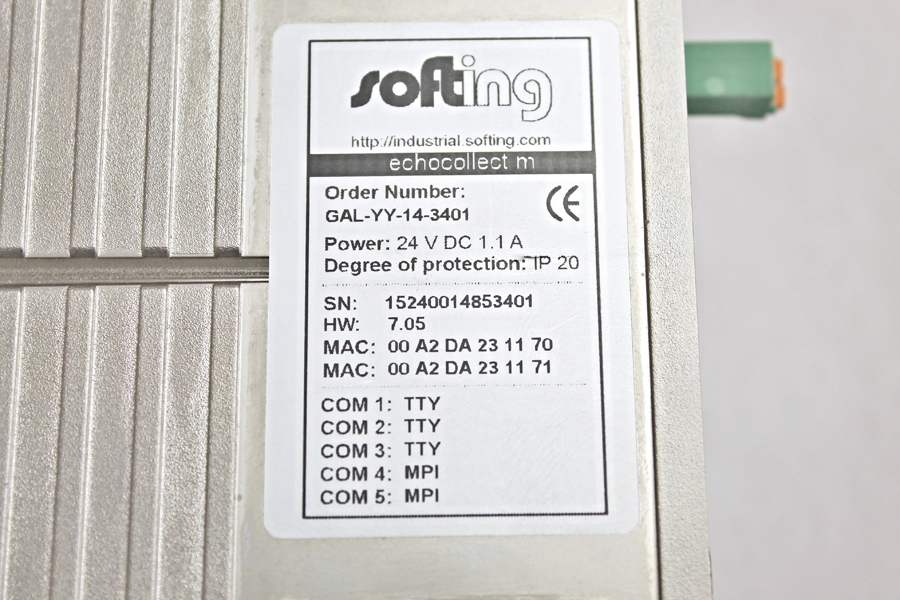 softing
http://industrial.softing.com
echocollect m
Order Number:
GAL-YY-14-3401
CE
Power: 24 V DC 1.1 A
Degree of protection: IP 20
SN: 15240014853401
HW: 7.05
MAC: 00 A2 DA 23 11 70
MAC: 00 A2 DA 23 11 71
COM 1: TTY
COM 2: TTY
COM 3: TTY
COM 4: MPI
COM 5: MPI